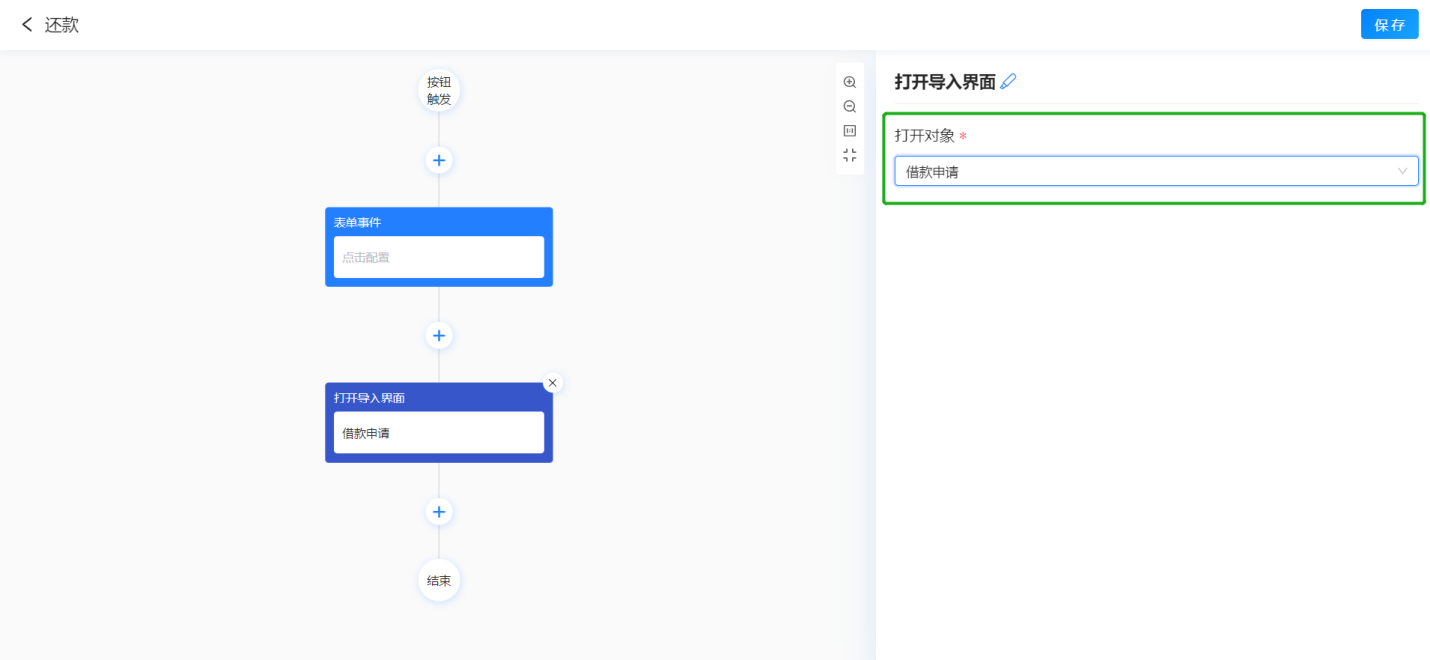 还款
保存
按钮
触发
表单事件
点击配置
打开导入界面
借款申请
结束
打开导入界面
打开对象 *
借款申请